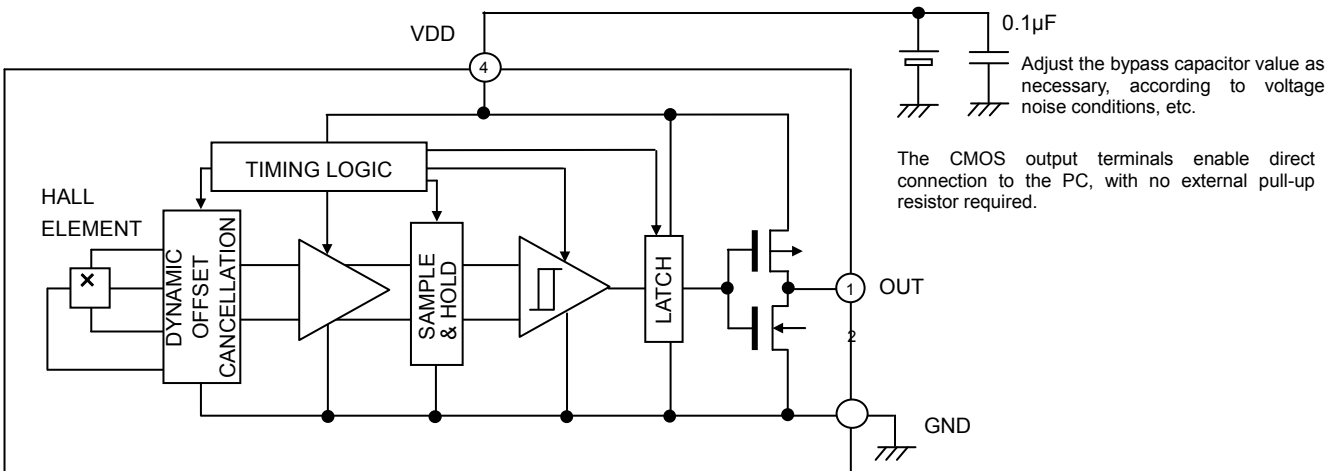 VDD
0.1µF
4
Adjust the bypass capacitor value as
necessary, according to voltage
noise conditions, etc.
The CMOS output terminals enable direct
connection to the PC, with no external pull-up
resistor required.
TIMING LOGIC
HALL
ELEMENT
×
DYNAMIC
OFFSET
CANCELLATION
SAMPLE
& HOLD
LATCH
1
OUT
2
GND